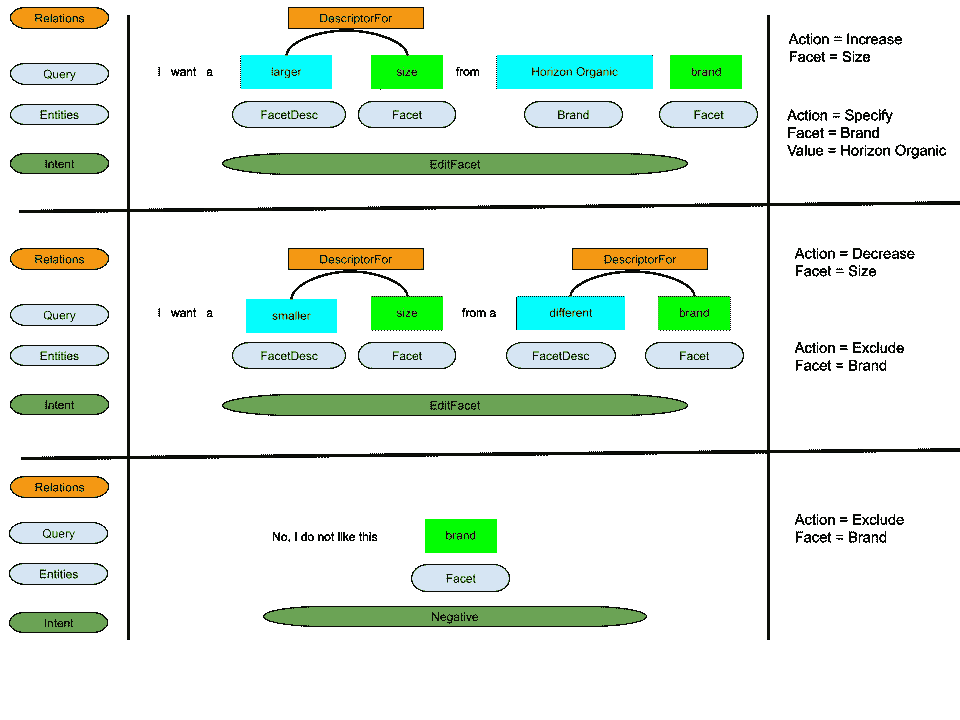 Relations
DescriptorFor
Action = Increase
Facet = Size
Query
I want a larger size from Horizon Organic brand
Entities
FacetDesc Facet Brand Facet
Action = Specify
Facet = Brand
Value = Horizon Organic
Intent
EditFacet
Relations
DescriptorFor DescriptorFor
Action = Decrease
Facet = Size
Query
I want a smaller size from a different brand
Entities
FacetDesc Facet FacetDesc Facet
Action = Exclude
Facet = Brand
Intent
EditFacet
Relations
Query
No, I do not like this brand
Action = Exclude
Facet = Brand
Entities
Facet
Intent
Negative